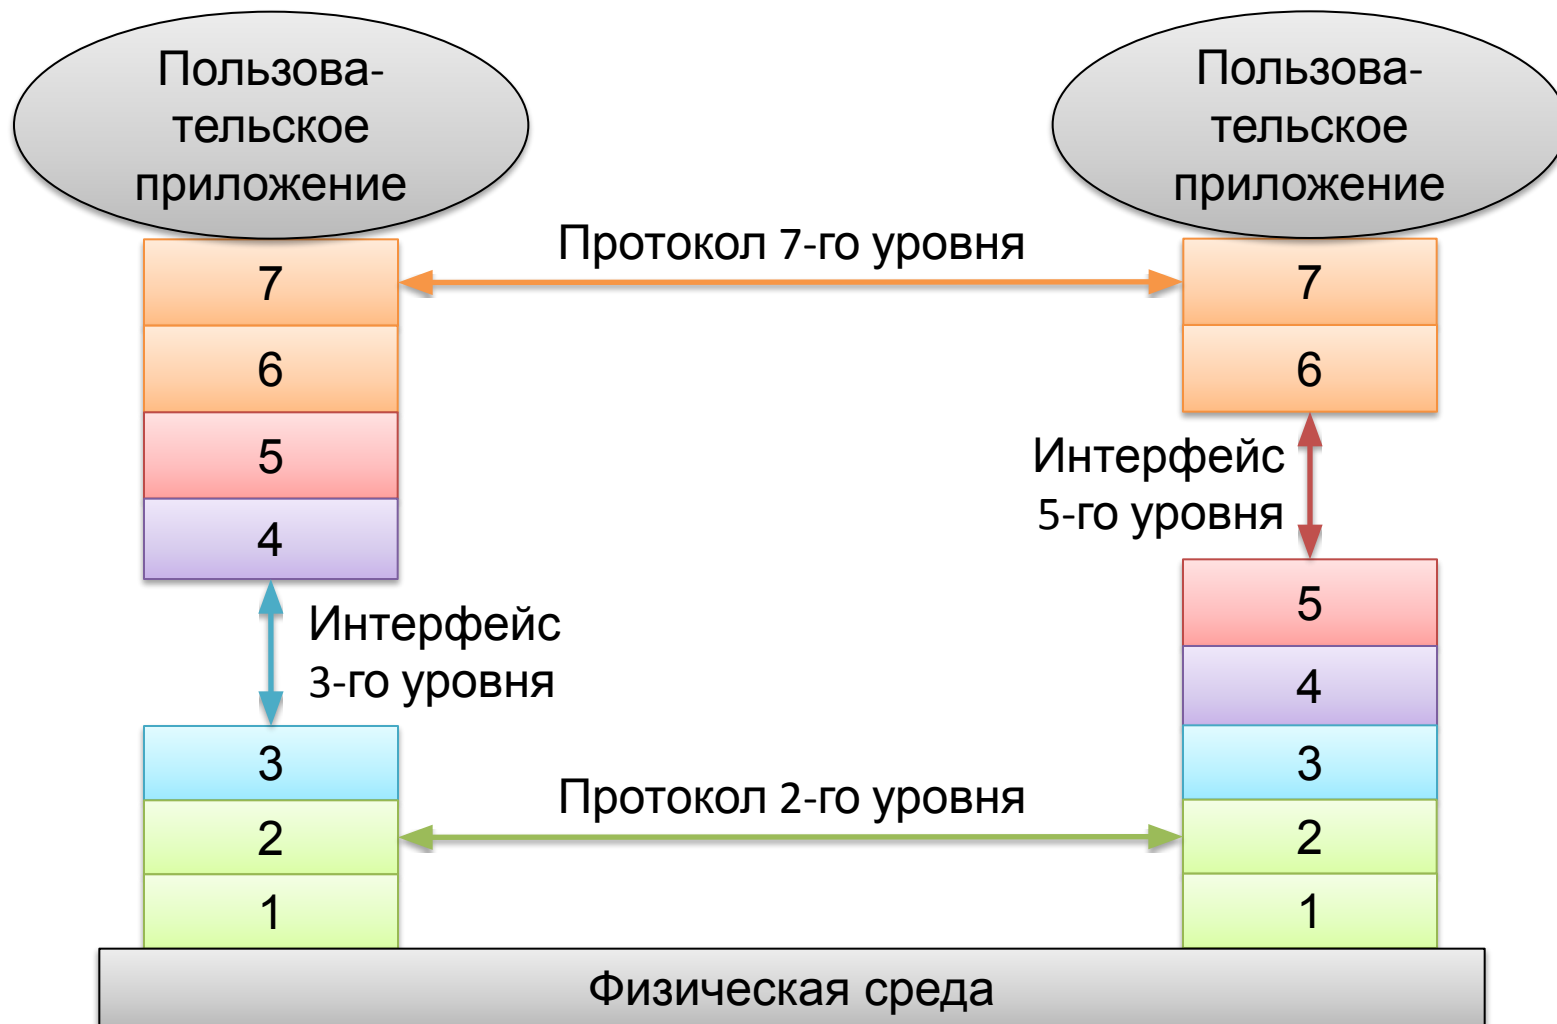 Пользова-
тельское
приложение
Пользова-
тельское
приложение
Протокол 7-го уровня
7
7
6
6
5
Интерфейс
5-го уровня
4
5
Интерфейс
3-го уровня
4
3
3
Протокол 2-го уровня
2
2
1
1
Физическая среда